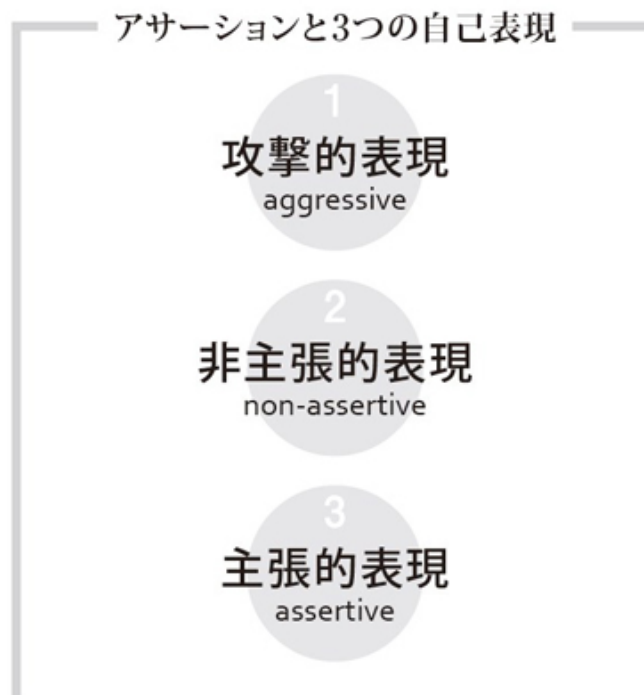 アサーションと3つの自己表現
1
攻撃的表現
aggressive
2
非主張的表現
non-assertive
3
主張的表現
assertive